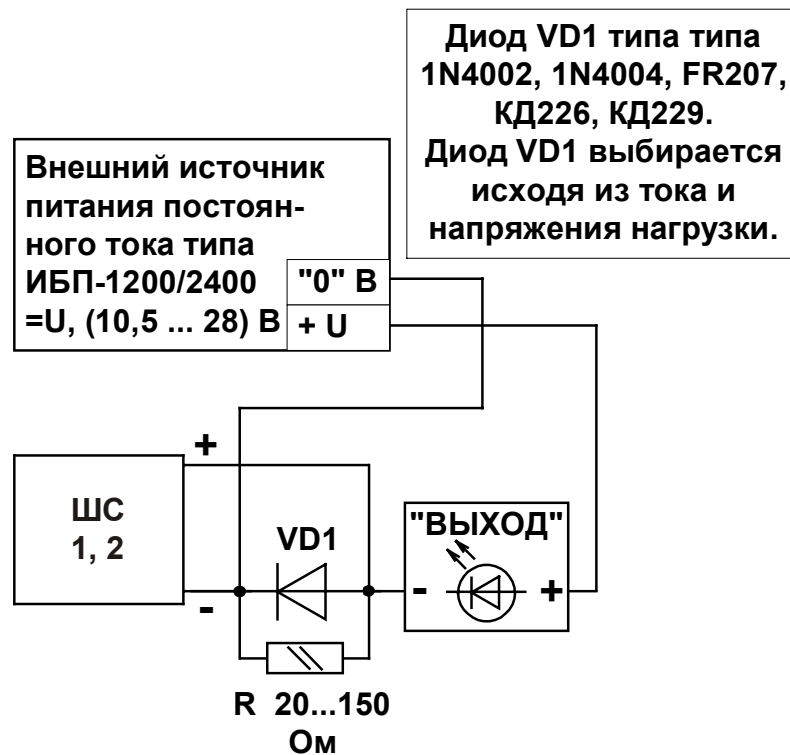 Диод VD1 типа типа
1N4002, 1N4004, FR207,
КД226, КД229.
Диод VD1 выбирается
исходя из тока и
напряжения нагрузки.
Внешний источник
питания постоян-
ного тока типа
ИБП-1200/2400
=U, (10,5 ... 28) В
"0" В
+ U
+
ШС
1, 2
-
VD1
"ВЫХОД"
- +
R 20...150
Ом